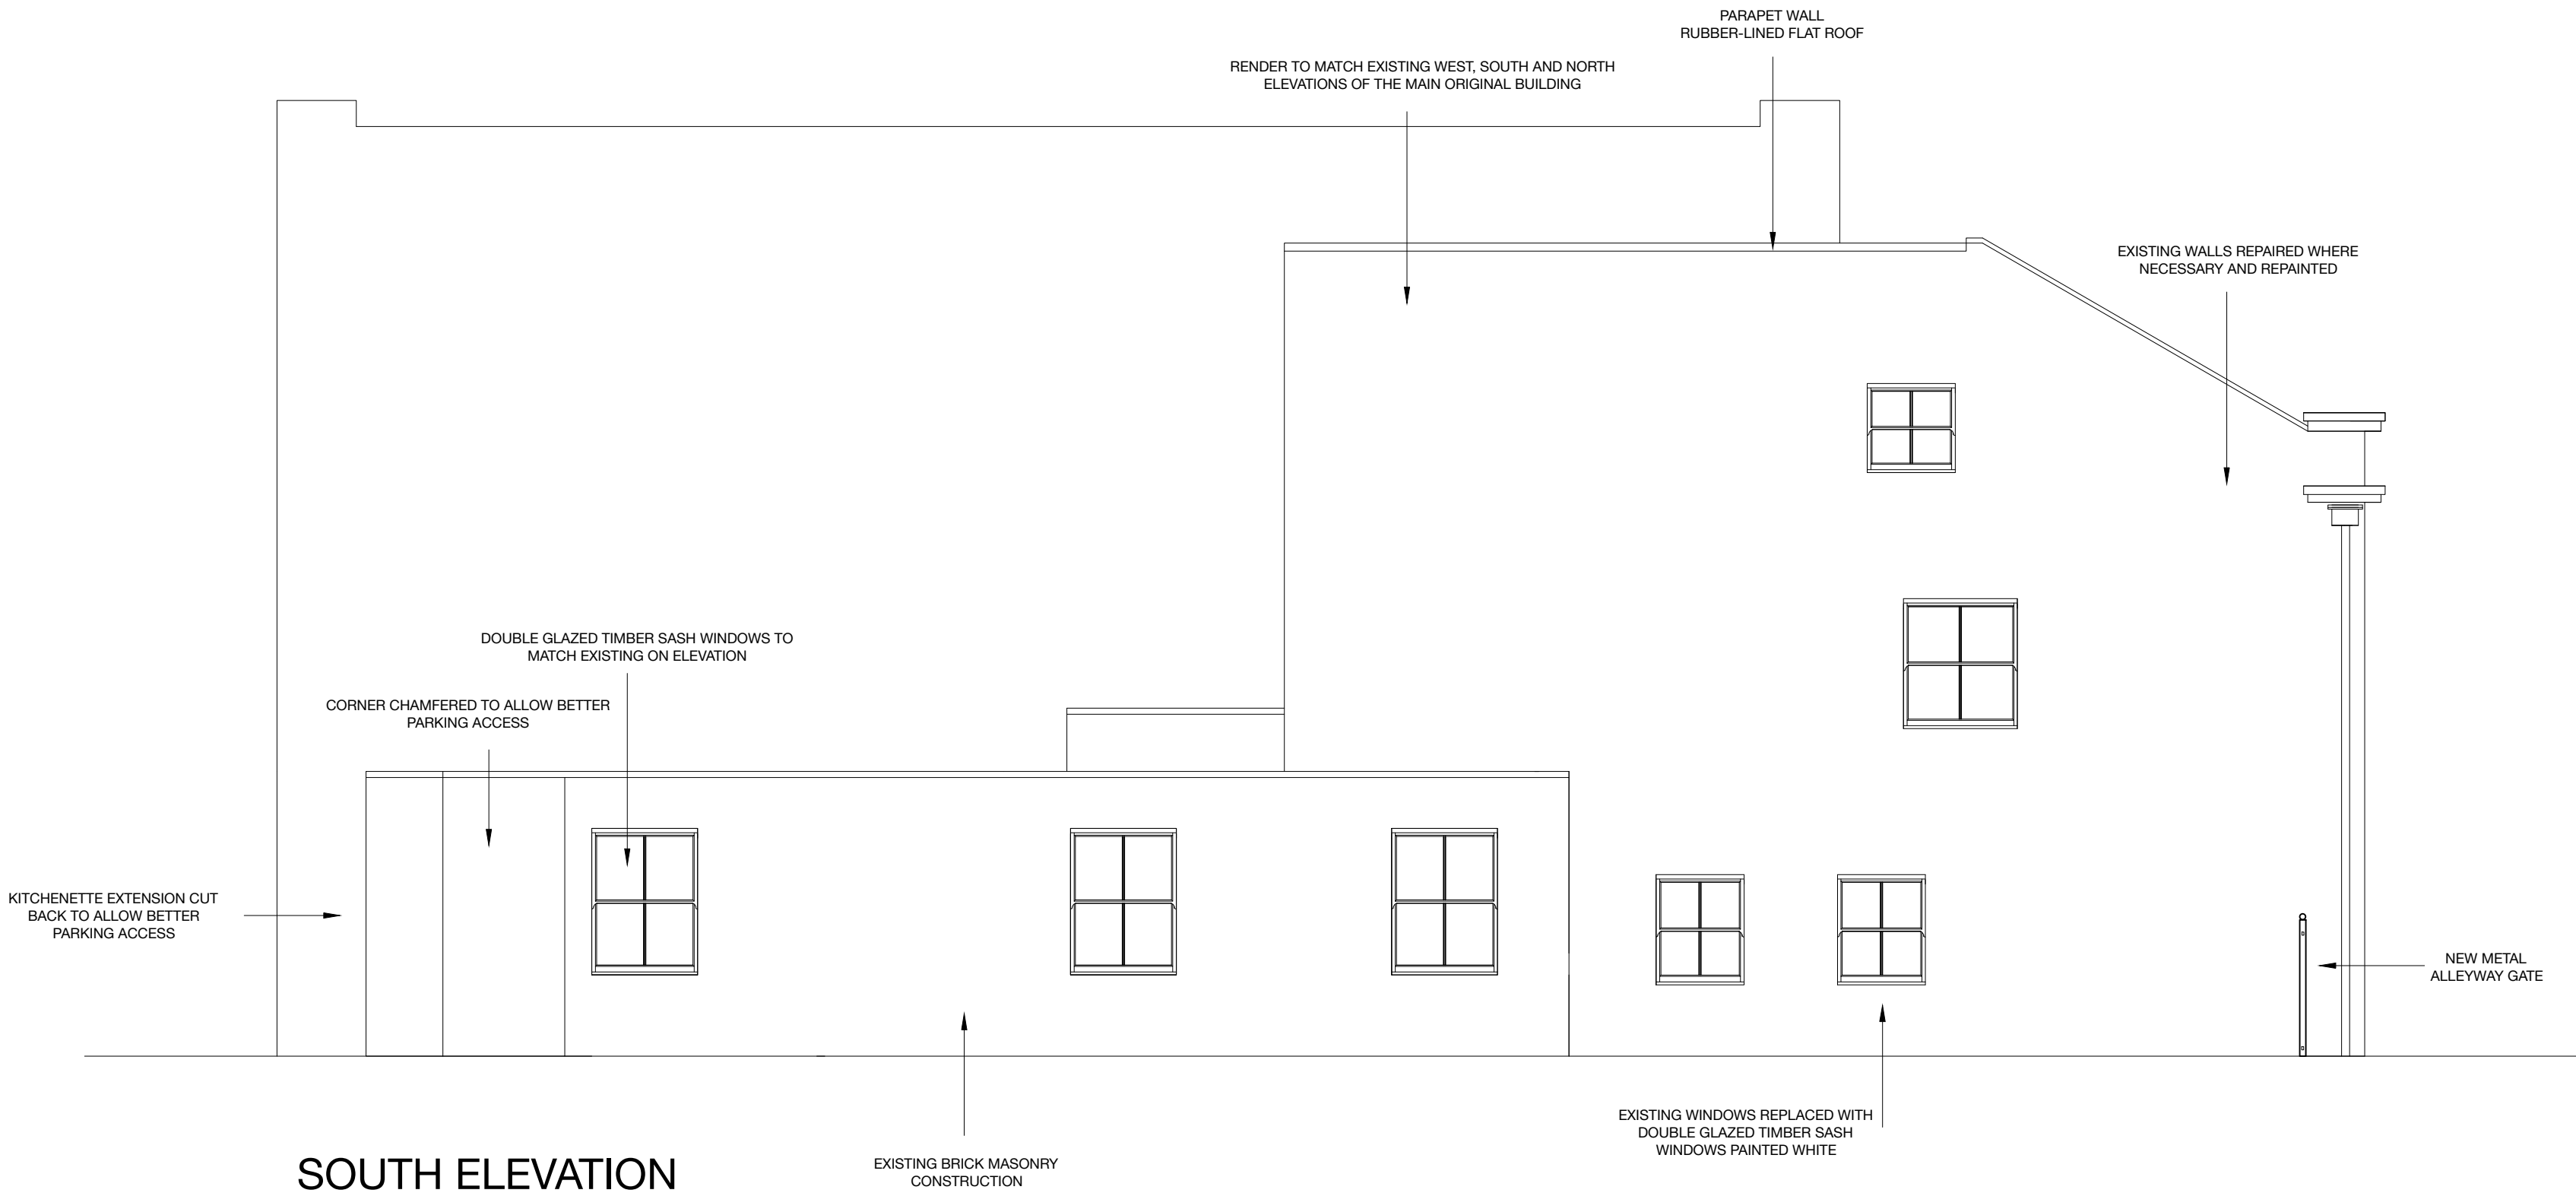 PARAPET WALL
RUBBER-LINED FLAT ROOF
RENDER TO MATCH EXISTING WEST, SOUTH AND NORTH
ELEVATIONS OF THE MAIN ORIGINAL BUILDING
EXISTING WALLS REPAIRED WHERE
NECESSARY AND REPAINTED
DOUBLE GLAZED TIMBER SASH WINDOWS TO
MATCH EXISTING ON ELEVATION
CORNER CHAMFERED TO ALLOW BETTER
PARKING ACCESS
KITCHENETTE EXTENSION CUT
BACK TO ALLOW BETTER
PARKING ACCESS
NEW METAL
ALLEYWAY GATE
EXISTING WINDOWS REPLACED WITH
DOUBLE GLAZED TIMBER SASH
WINDOWS PAINTED WHITE
EXISTING BRICK MASONRY
CONSTRUCTION
SOUTH ELEVATION